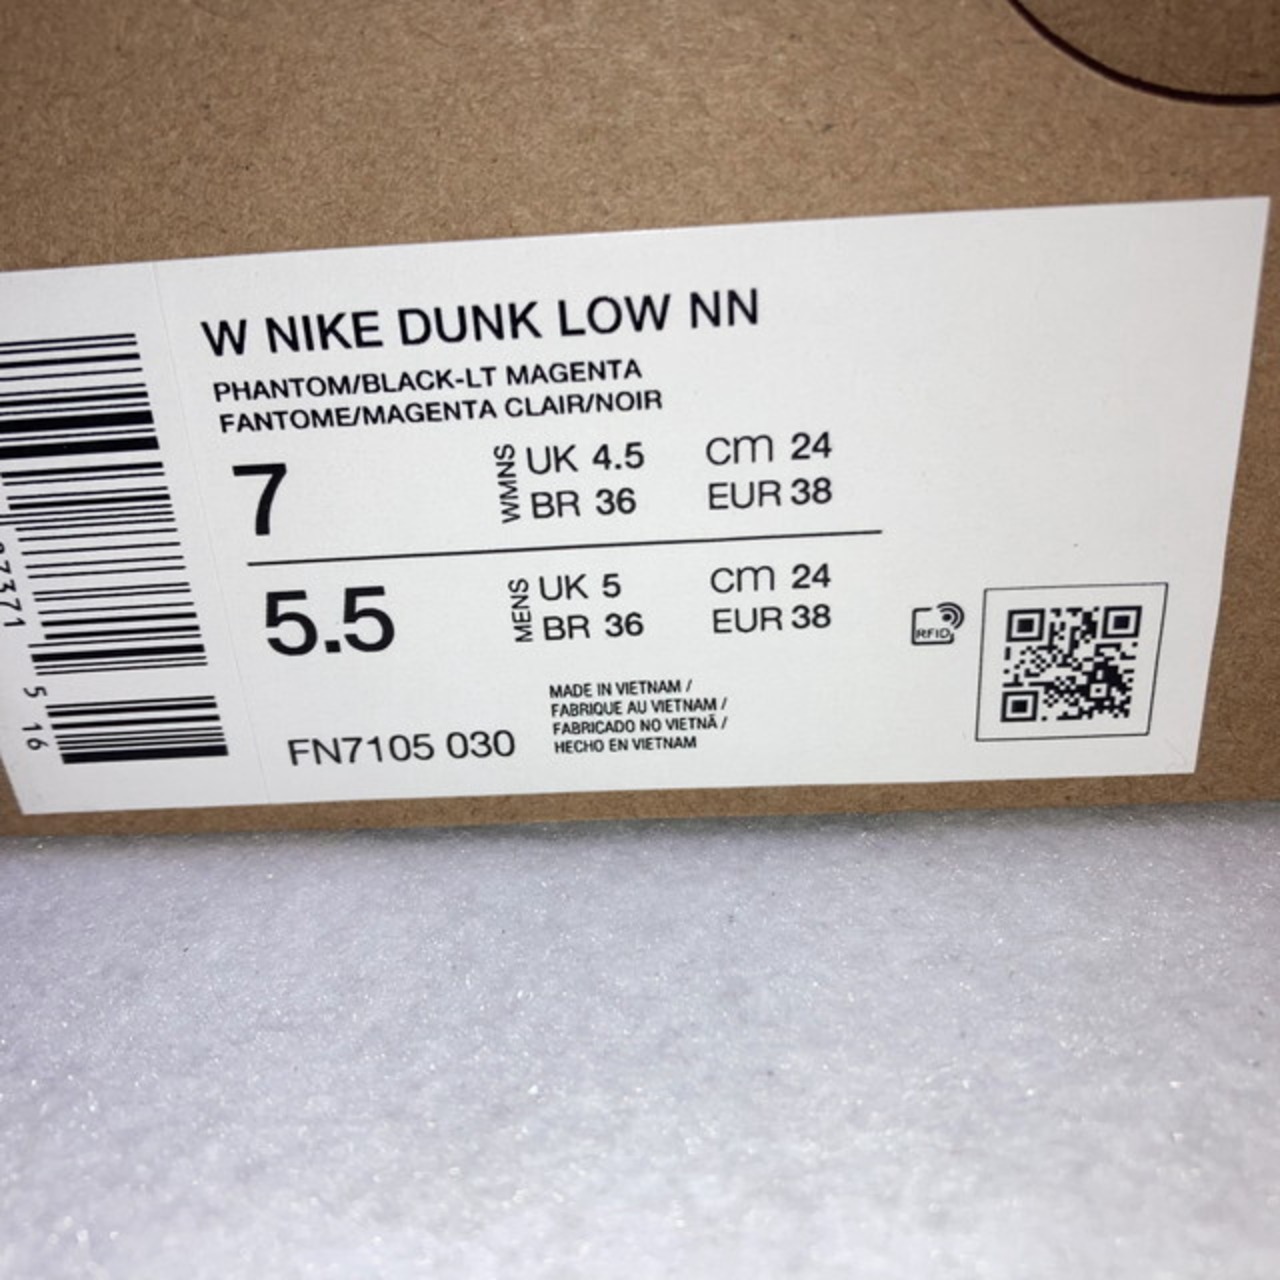 W NIKE DUNK LOW NN
PHANTOM/BLACK-LT MAGENTA
FANTOME/MAGENTA CLAIR/NOIR
7
WMNS
UK 4.5
CM 24
BR 36
EUR 38
5.5
MENS
UK 5
CM 24
BR 36
EUR 38
RFID
MADE IN VIETNAM /
FABRIQUE AU VIETNAM /
FABRICADO NO VIETNÃ /
HECHO EN VIETNAM
FN7105 030
5 16